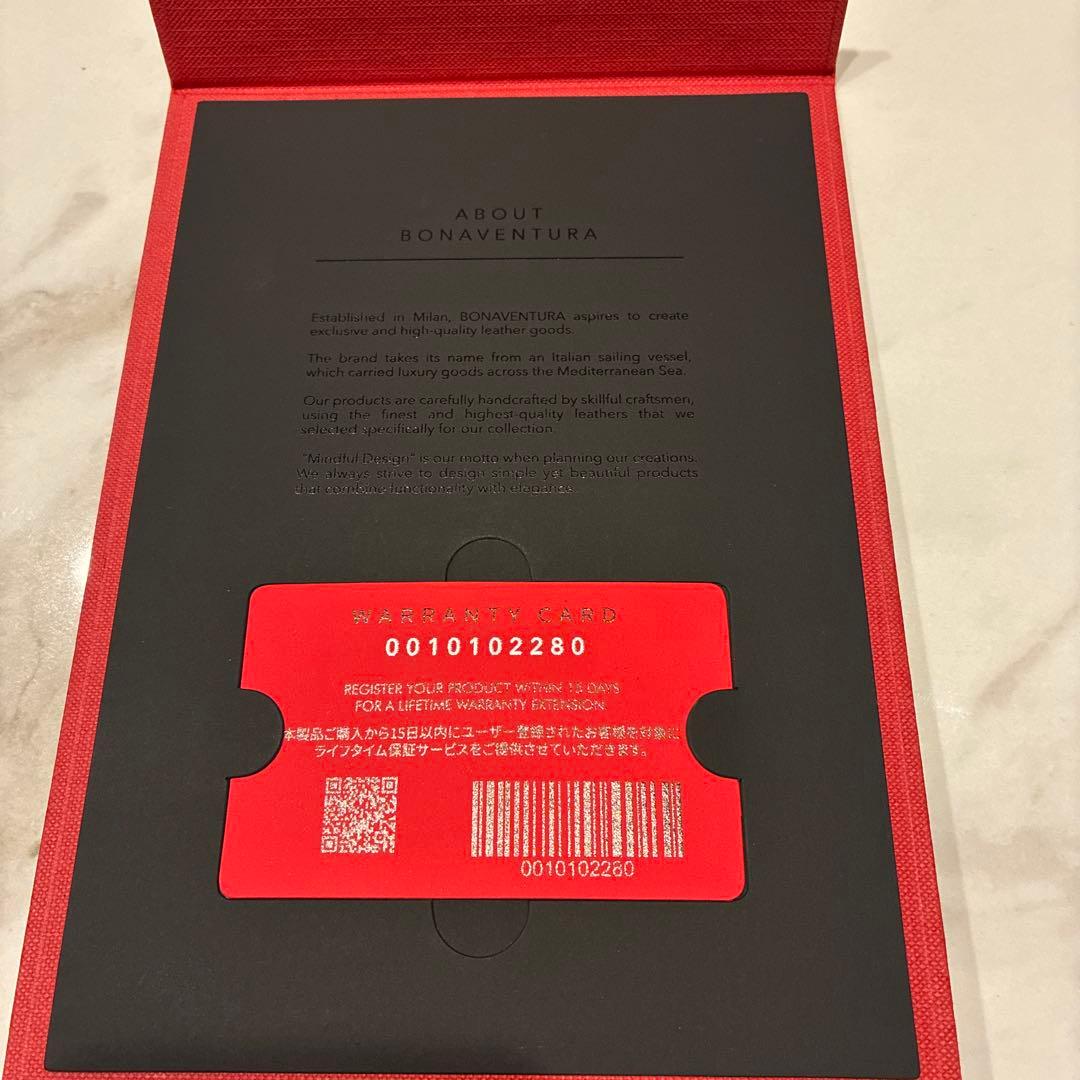 ABOUT
BONAVENTURA
Established in Milan, BONAVENTURA aspires to create
exclusive and high-quality leather goods.
The brand takes its name from an Italian sailing vessel,
which carried luxury goods across the Mediterranean Sea.
Our products are carefully handcrafted by skillful craftsmen,
using the finest and highest-quality leathers that we
selected specifically for our collection.
"Mindful Design" is our motto when planning our creations.
We always strive to design simple yet beautiful products
that combine functionality with elegance.
WARRANTY CARD
0010102280
REGISTER YOUR PRODUCT WITHIN 15 DAYS
FOR A LIFETIME WARRANTY EXTENSION
本製品ご購入から15日以内にユーザー登録されたお客様を対象に
ライフタイム保証サービスをご提供させていただきます。
0010102280